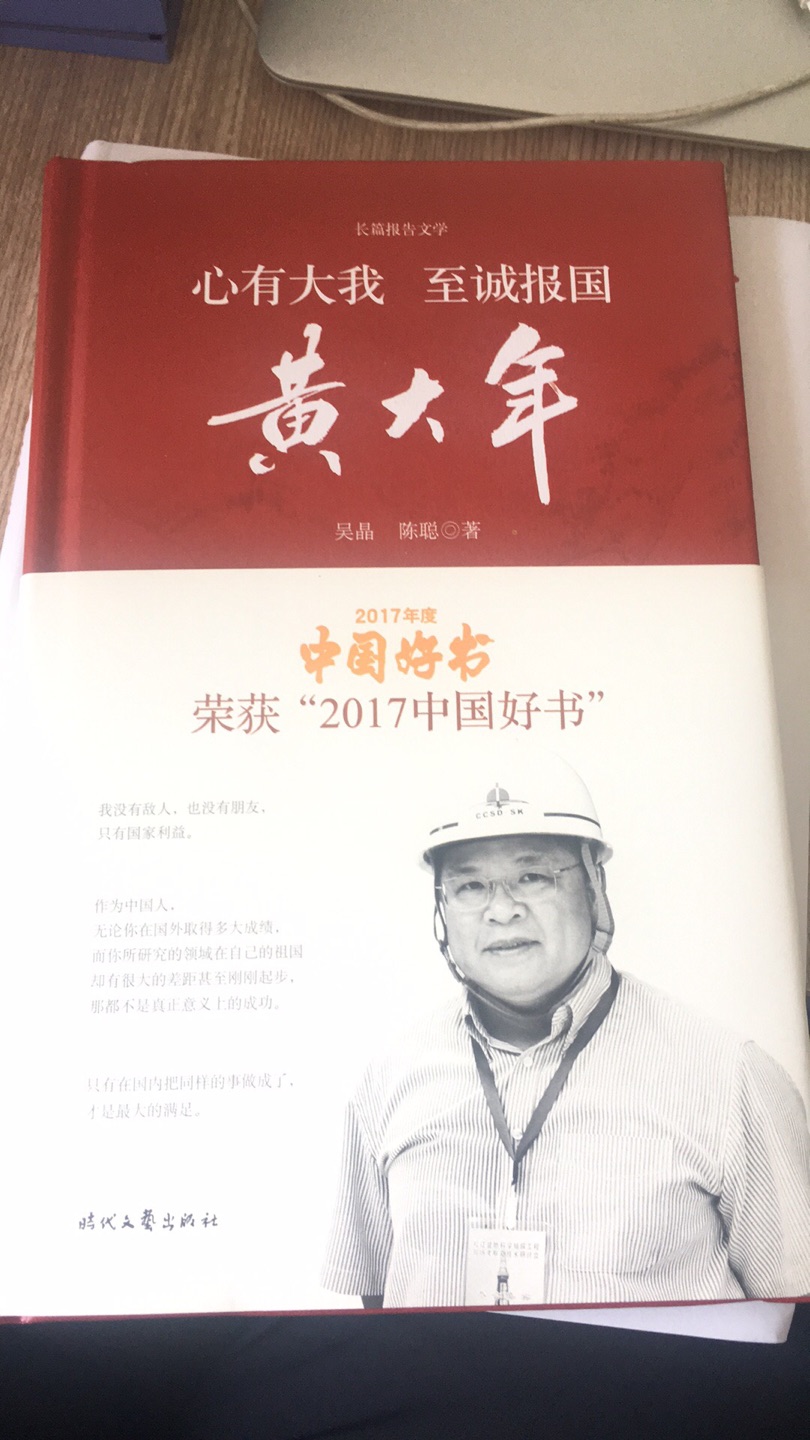 长篇报告文学
心有大我 至诚报国
黄大年
吴晶 陈聪◎著
2017年度
中国好书
荣获“2017中国好书”
我没有敌人，也没有朋友，
只有国家利益。
CCSD SK
作为中国人，
无论你在国外取得多大成绩，
而你所研究的领域在自己的祖国
却有很大的差距甚至刚刚起步，
那都不是真正意义上的成功。
只有在国内把同样的事做成了，
才是最大的满足。
时代文艺出版社